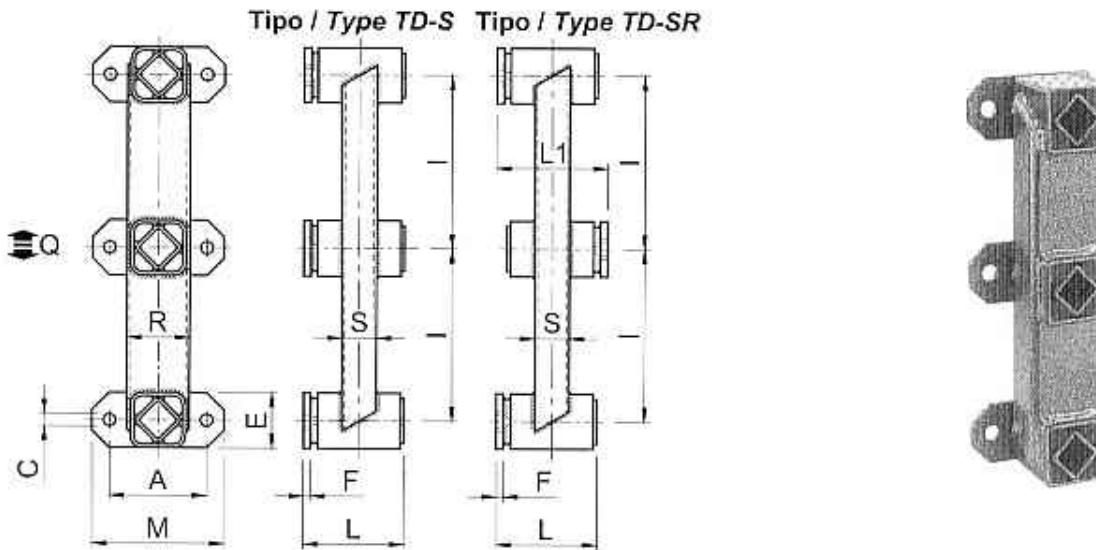 Tipo / Type TD-S
Tipo / Type TD-SR
L1
I
I
Q
R
S
S
I
I
E
C
A
F
F
M
L
L